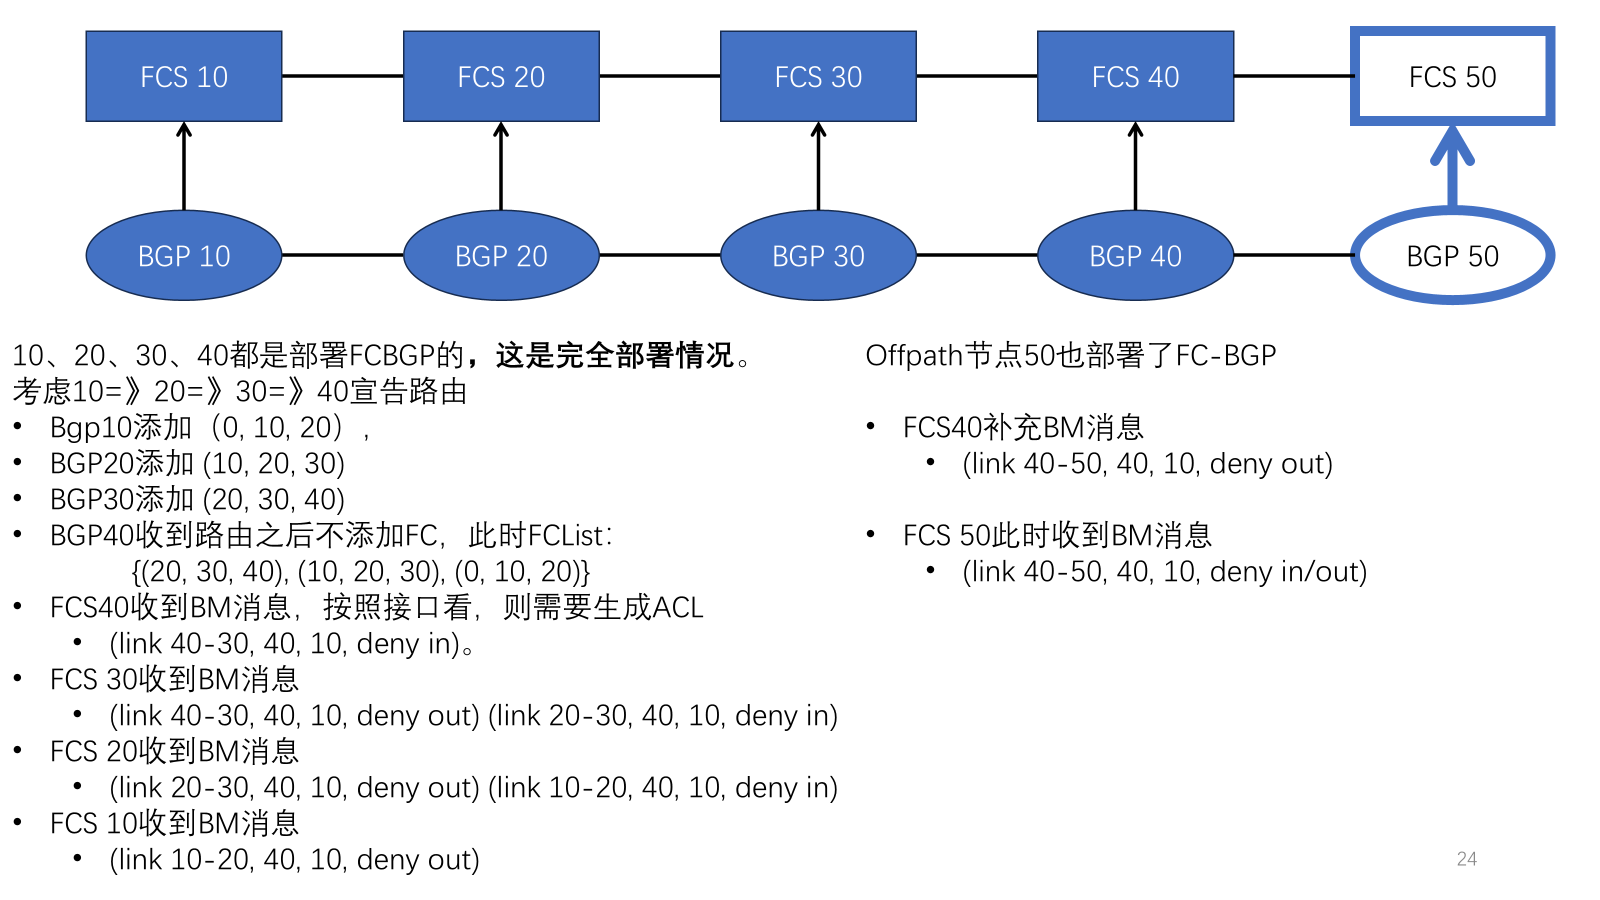 FCS 10
FCS 20
FCS 30
FCS 40
FCS 50
BGP 10
BGP 20
BGP 30
BGP 40
BGP 50
10、20、30、40都是部署FCBGP的，这是完全部署情况。
考虑10=》20=》30=》40宣告路由
• Bgp10添加（0, 10, 20），
• BGP20添加 (10, 20, 30)
• BGP30添加 (20, 30, 40)
• BGP40收到路由之后不添加FC，此时FCList：
{(20, 30, 40), (10, 20, 30), (0, 10, 20)}
• FCS40收到BM消息，按照接口看，则需要生成ACL
• (link 40-30, 40, 10, deny in)。
• FCS 30收到BM消息
• (link 40-30, 40, 10, deny out) (link 20-30, 40, 10, deny in)
• FCS 20收到BM消息
• (link 20-30, 40, 10, deny out) (link 10-20, 40, 10, deny in)
• FCS 10收到BM消息
• (link 10-20, 40, 10, deny out)
Offpath节点50也部署了FC-BGP
• FCS40补充BM消息
• (link 40-50, 40, 10, deny out)
• FCS 50此时收到BM消息
• (link 40-50, 40, 10, deny in/out)
24